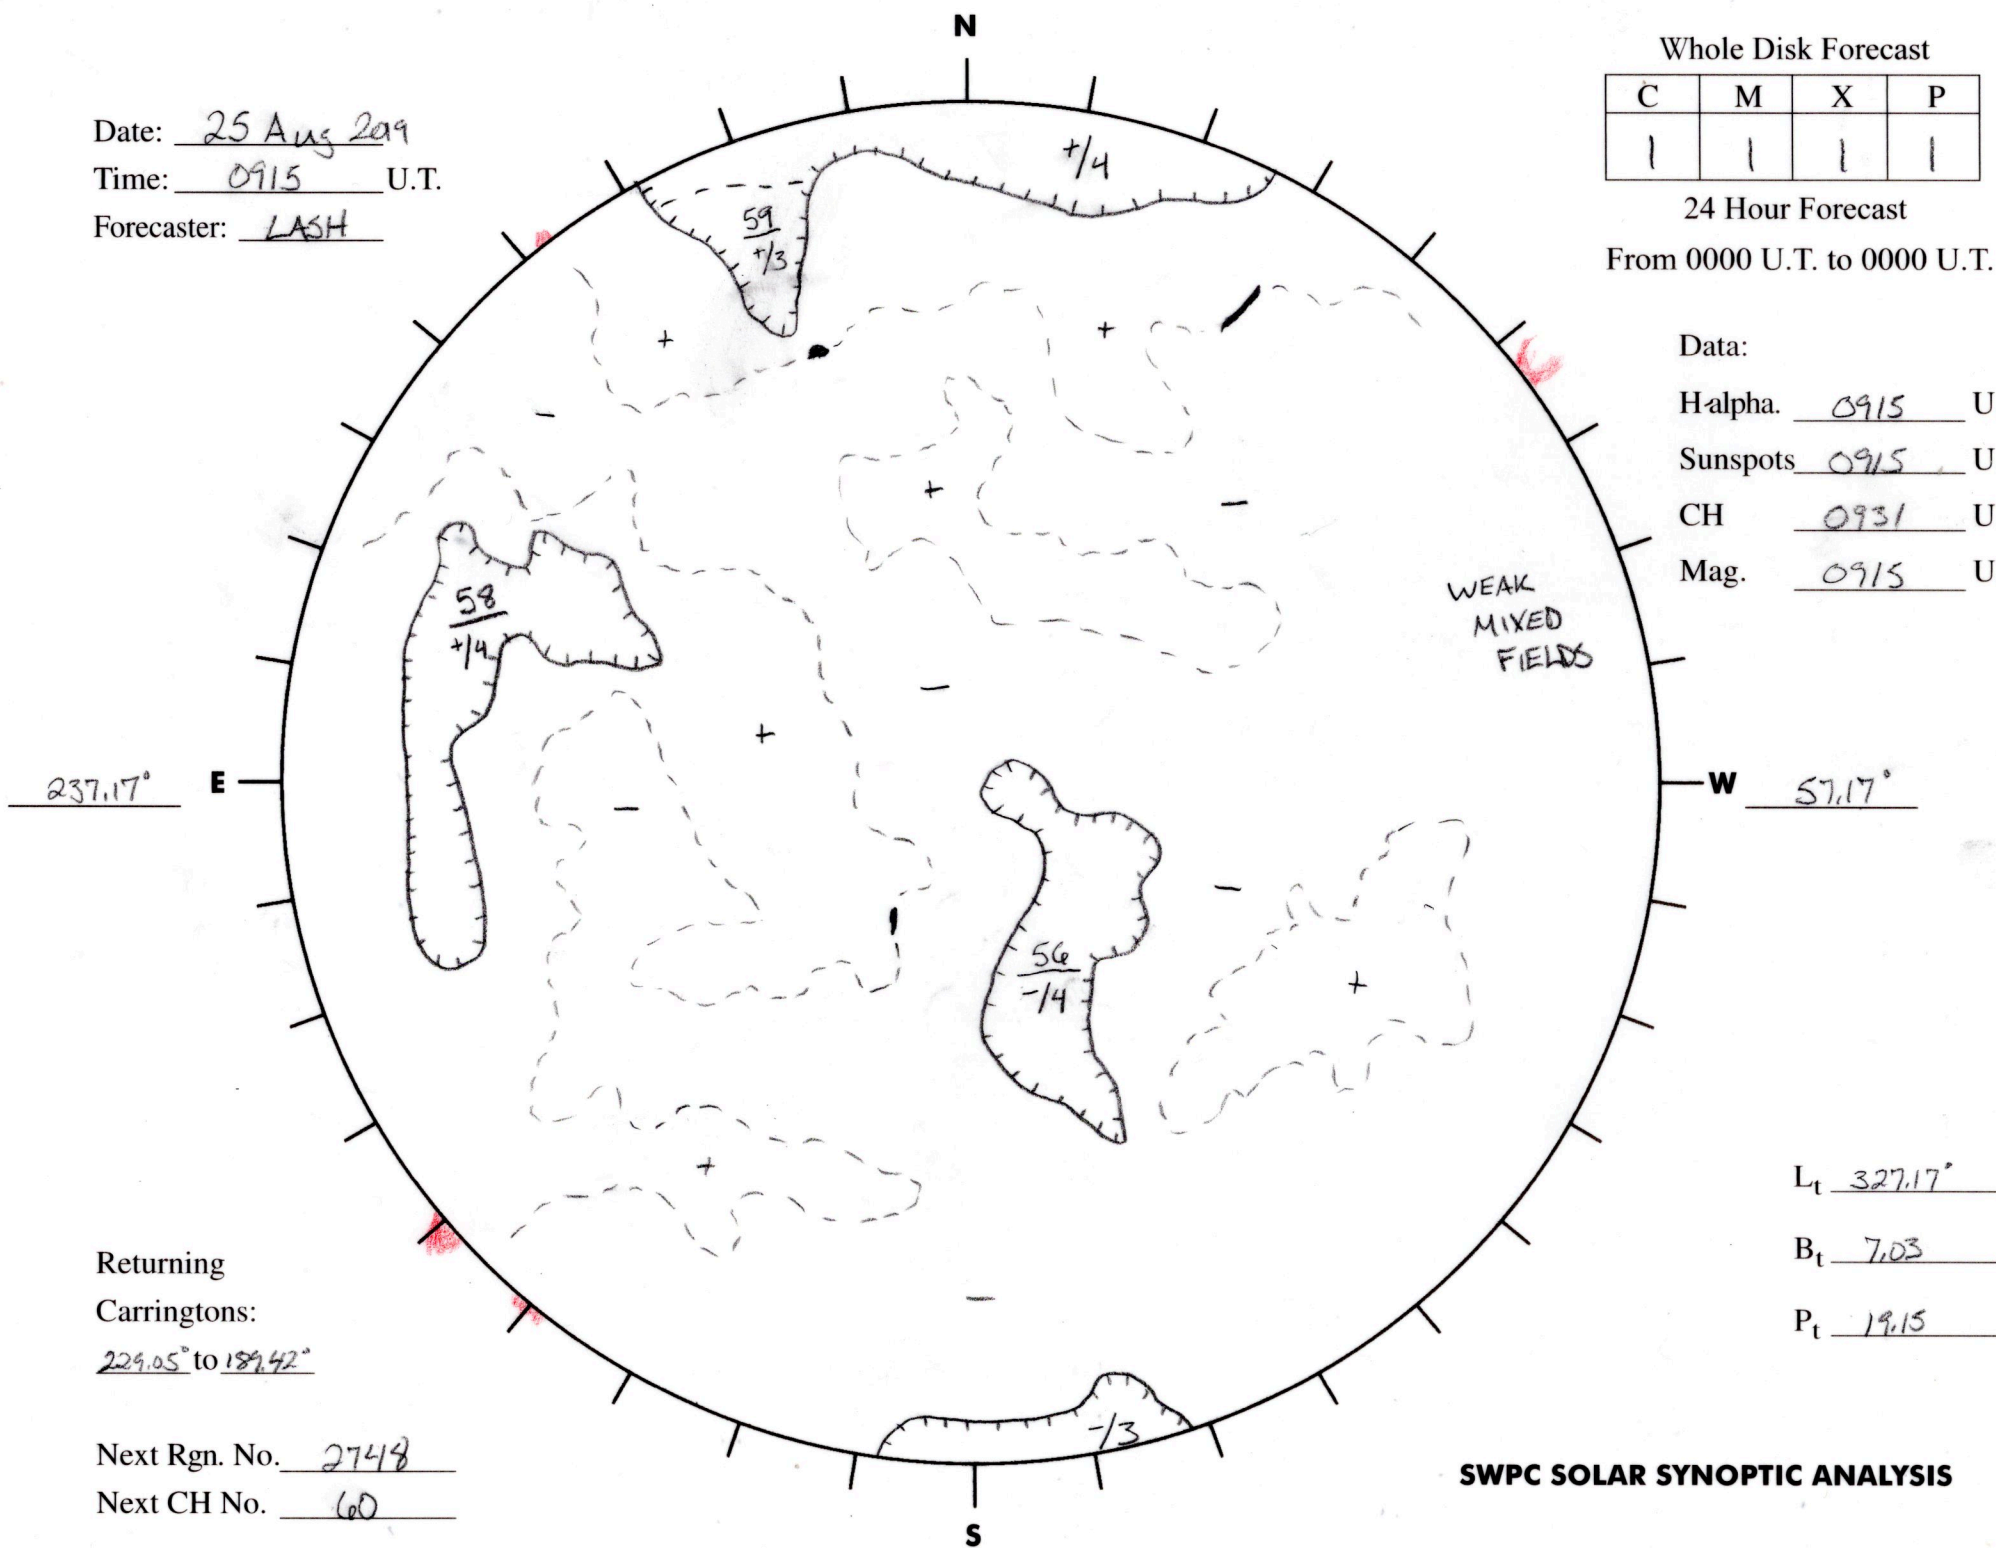 N
Whole Disk Forecast
C M X P
1 1 1 1
24 Hour Forecast
From 0000 U.T. to 0000 U.T.
Date: 25 Aug 2019
Time: 0915 U.T.
Forecaster: LASH
+/4
59
+/3
+
+
-
+
-
Data:
H-alpha. 0915 U
Sunspots 0915 U
CH 0931 U
Mag. 0915 U
58
+/4
WEAK
MIXED
FIELDS
-
+
237.17° E
-
W 57.17°
-
56
-/4
+
+
-
-/3
Lt 327.17°
Bt 7.03
Pt 19.15
Returning
Carringtons:
229.05° to 189.42°
Next Rgn. No. 2748
Next CH No. 60
S
SWPC SOLAR SYNOPTIC ANALYSIS